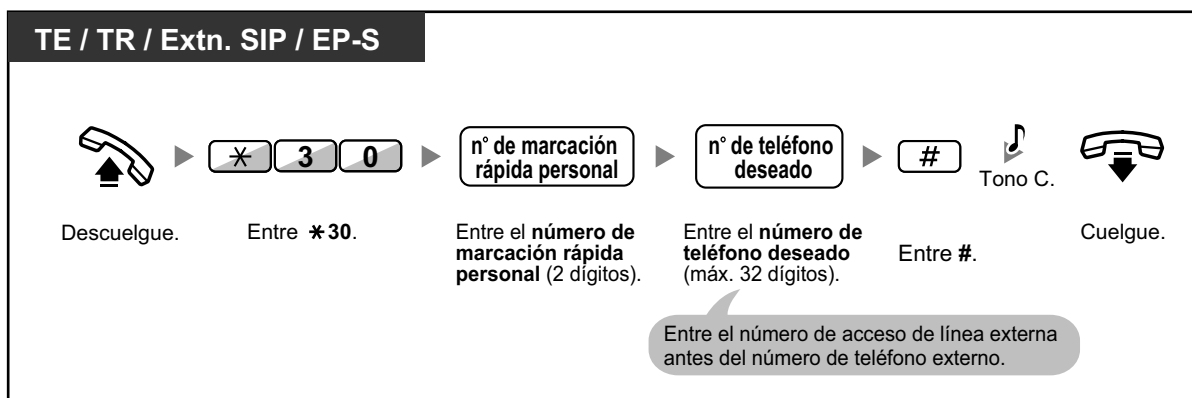 TE / TR / Extn. SIP / EP-S
Descuelgue.
✳ 3 0
Entre ✳30.
n° de marcación
rápida personal
Entre el número de
marcación rápida
personal (2 dígitos).
n° de teléfono
deseado
Entre el número de
teléfono deseado
(máx. 32 dígitos).
Entre el número de acceso de línea externa
antes del número de teléfono externo.
#
Entre #.
Tono C.
Cuelgue.